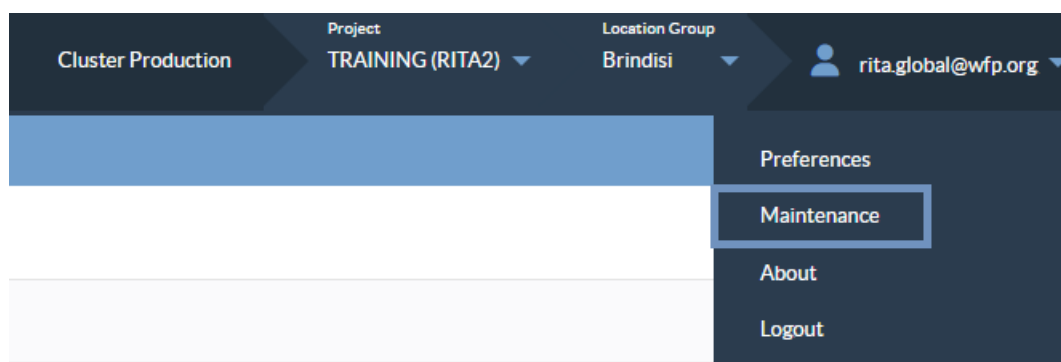 Project
Location Group
Cluster Production
TRAINING (RITA2)
Brindisi
rita.global@wfp.org
Preferences
Maintenance
About
Logout